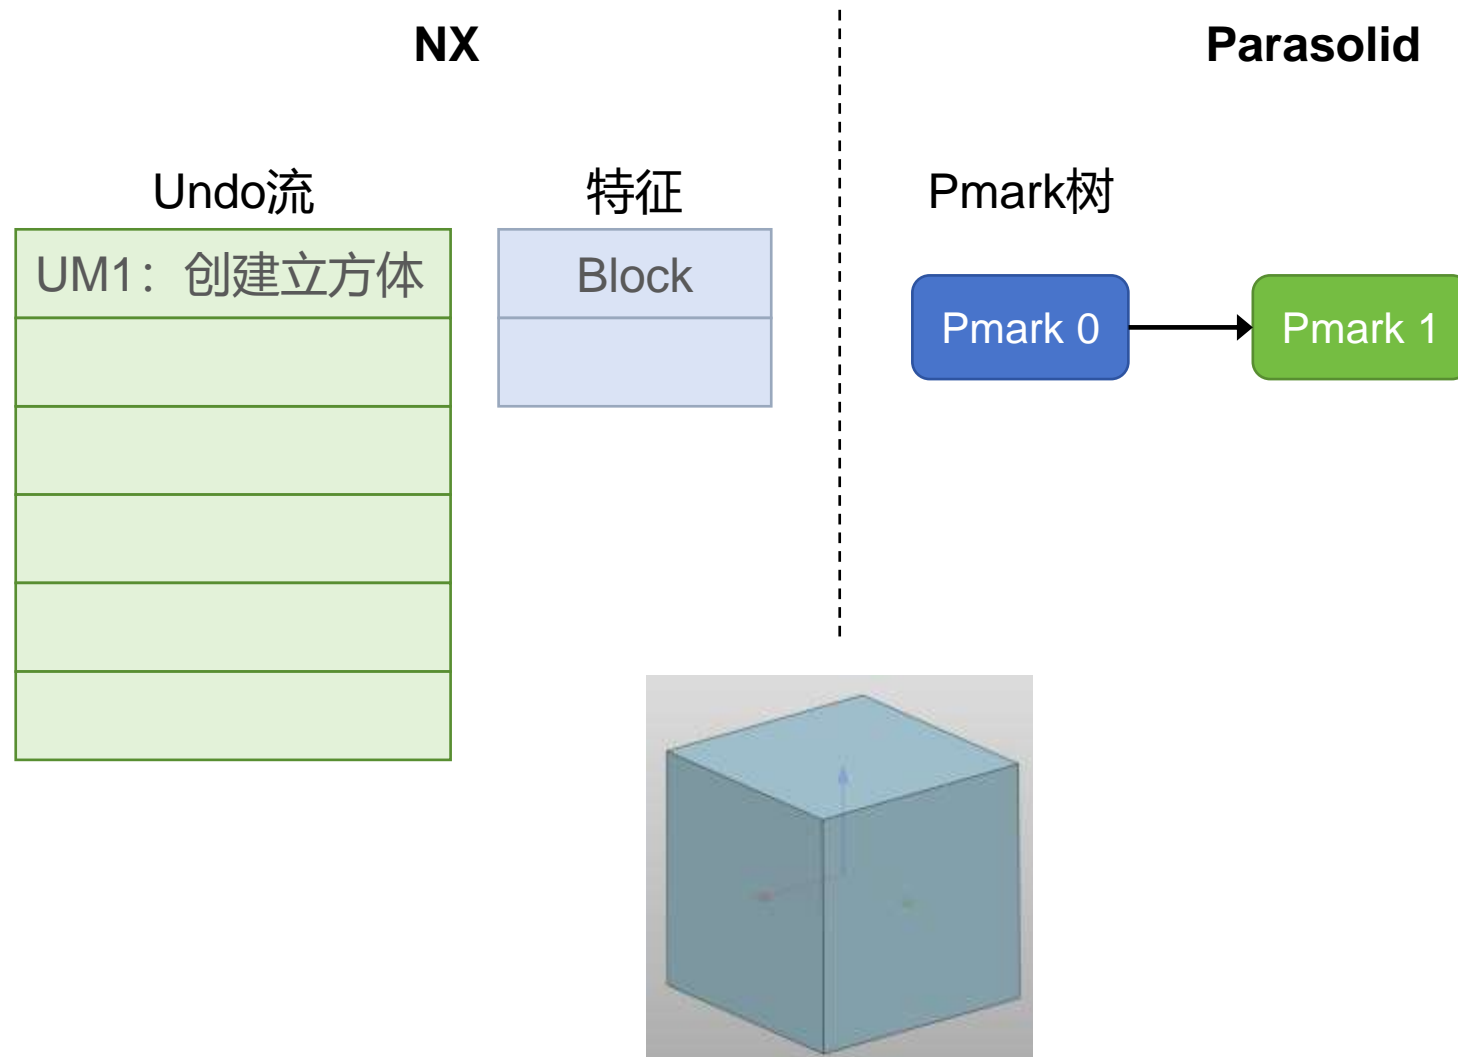 NX
Parasolid
Undo流
特征
Pmark树
UM1：创建立方体
Block
Pmark 0
Pmark 1